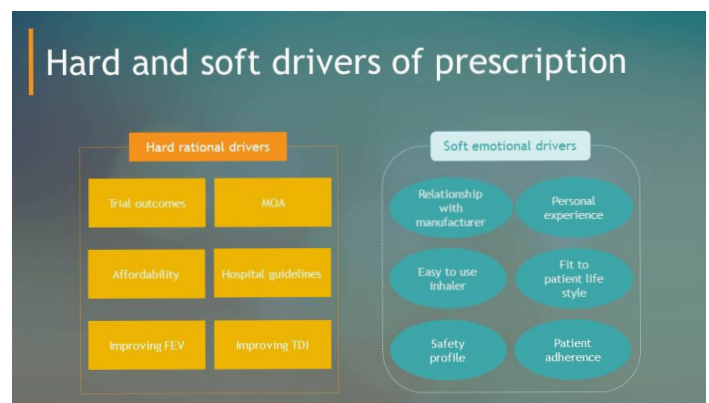 Hard and soft drivers of prescription
Hard rational drivers
Trial outcomes
MOA
Affordability
Hospital guidelines
Improving FEV
Improving TDI
Soft emotional drivers
Relationship
with
manufacturer
Personal
experience
Easy to use
Inhaler
Fit to
patient life
style
Safety
profile
Patient
adherence